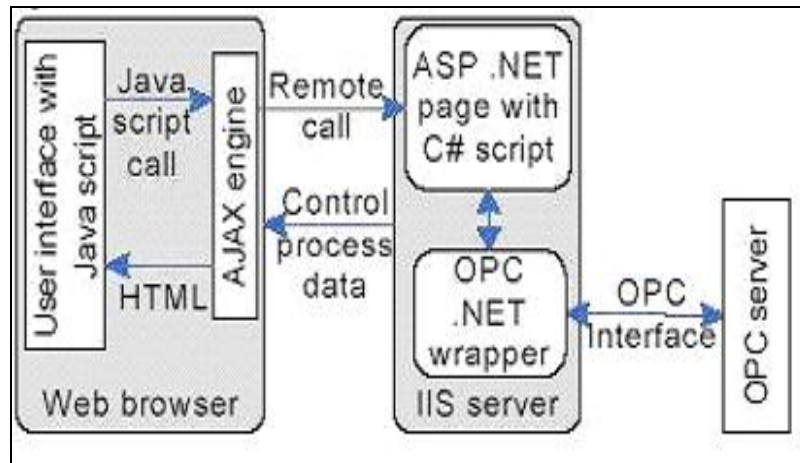 User interface with
Java script
Java
script
call
HTML
AJAX engine
Web browser
Remote
call
Control
process
data
ASP .NET
page with
C# script
OPC
.NET
wrapper
IIS server
OPC
Interface
OPC server